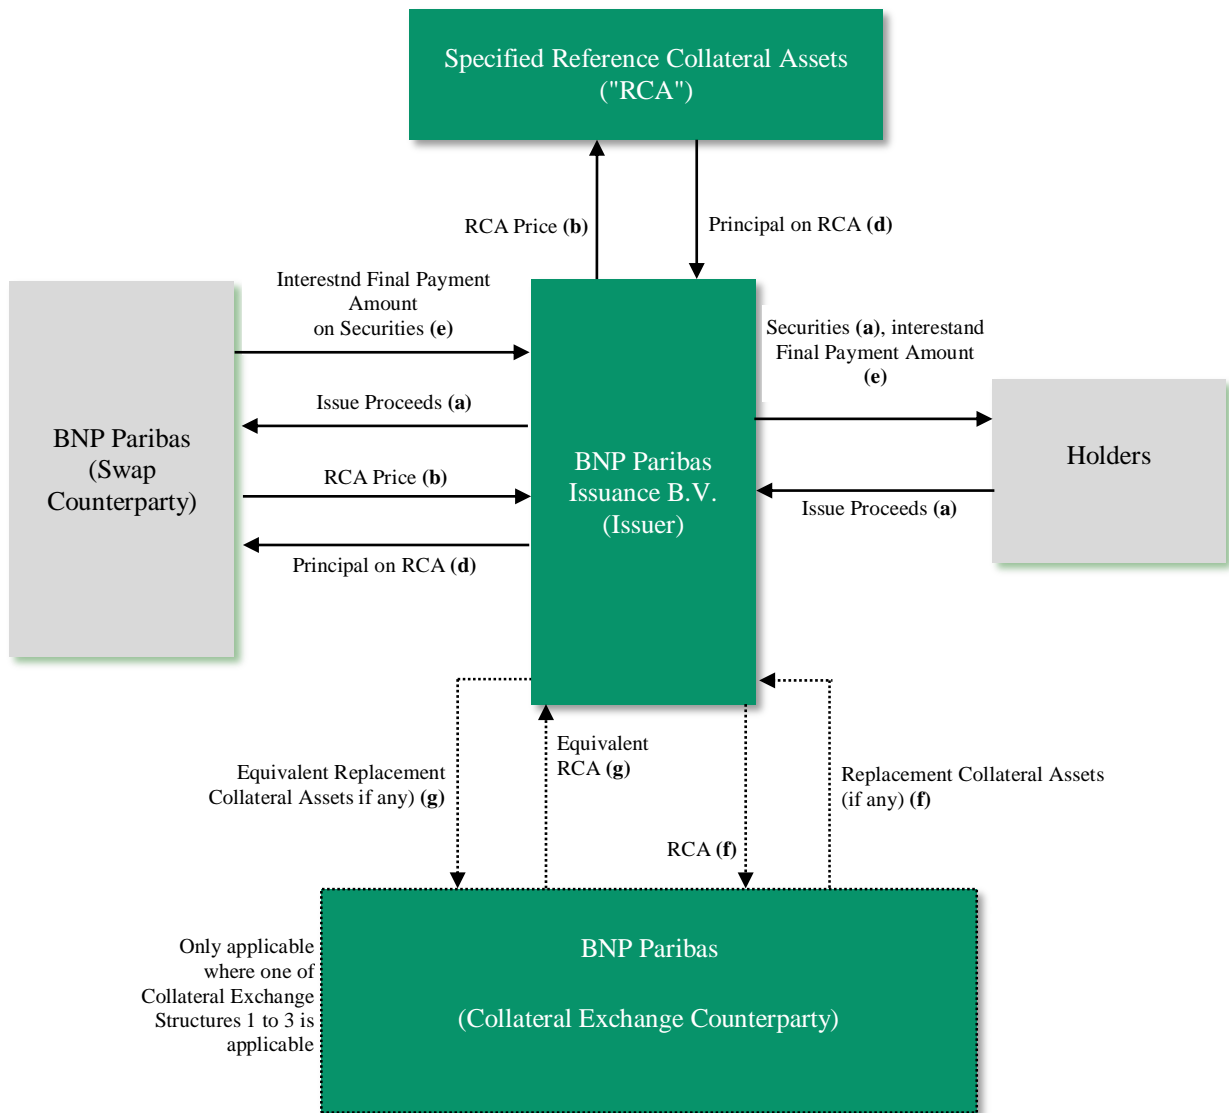 Specified Reference Collateral Assets
("RCA")
RCA Price (b)
Principal on RCA (d)
Interestnd Final Payment
Amount
on Securities (e)
Securities (a), interestand
Final Payment Amount
(e)
Issue Proceeds (a)
BNP Paribas
(Swap
Counterparty)
RCA Price (b)
Principal on RCA (d)
BNP Paribas
Issuance B.V.
(Issuer)
Holders
Issue Proceeds (a)
Equivalent Replacement
Collateral Assets if any) (g)
Equivalent
RCA (g)
RCA (f)
Replacement Collateral Assets
(if any) (f)
Only applicable
where one of
Collateral Exchange
Structures 1 to 3 is
applicable
BNP Paribas
(Collateral Exchange Counterparty)